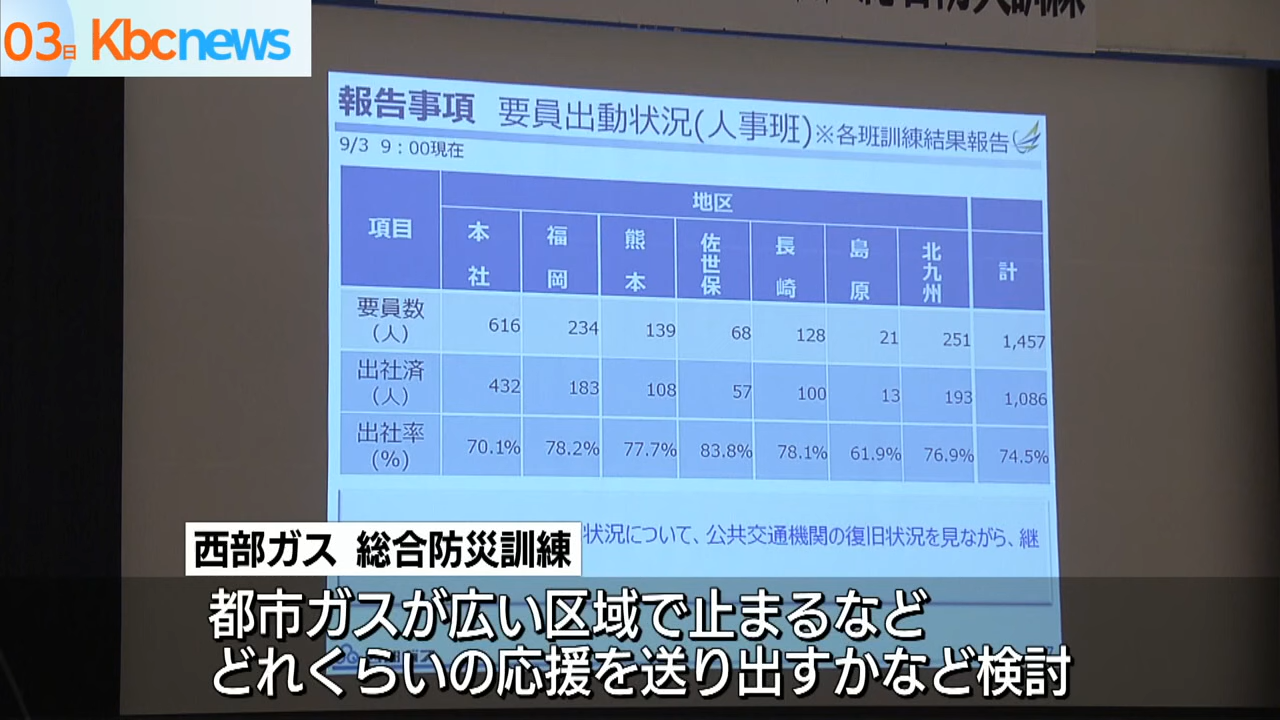 03日 Kbcnews
総合防災訓練
報告事項 要員出動状況(人事班)※各班訓練結果報告
9/3 9:00現在
項目 地区 計
本社 福岡 熊本 佐世保 長崎 島原 北九州
要員数(人) 616 234 139 68 128 21 251 1,457
出社済(人) 432 183 108 57 100 13 193 1,086
出社率(%) 70.1% 78.2% 77.7% 83.8% 78.1% 61.9% 76.9% 74.5%
状況について、公共交通機関の復旧状況を見ながら、継
西部ガス 総合防災訓練
都市ガスが広い区域で止まるなど
どれくらいの応援を送り出すかなど検討